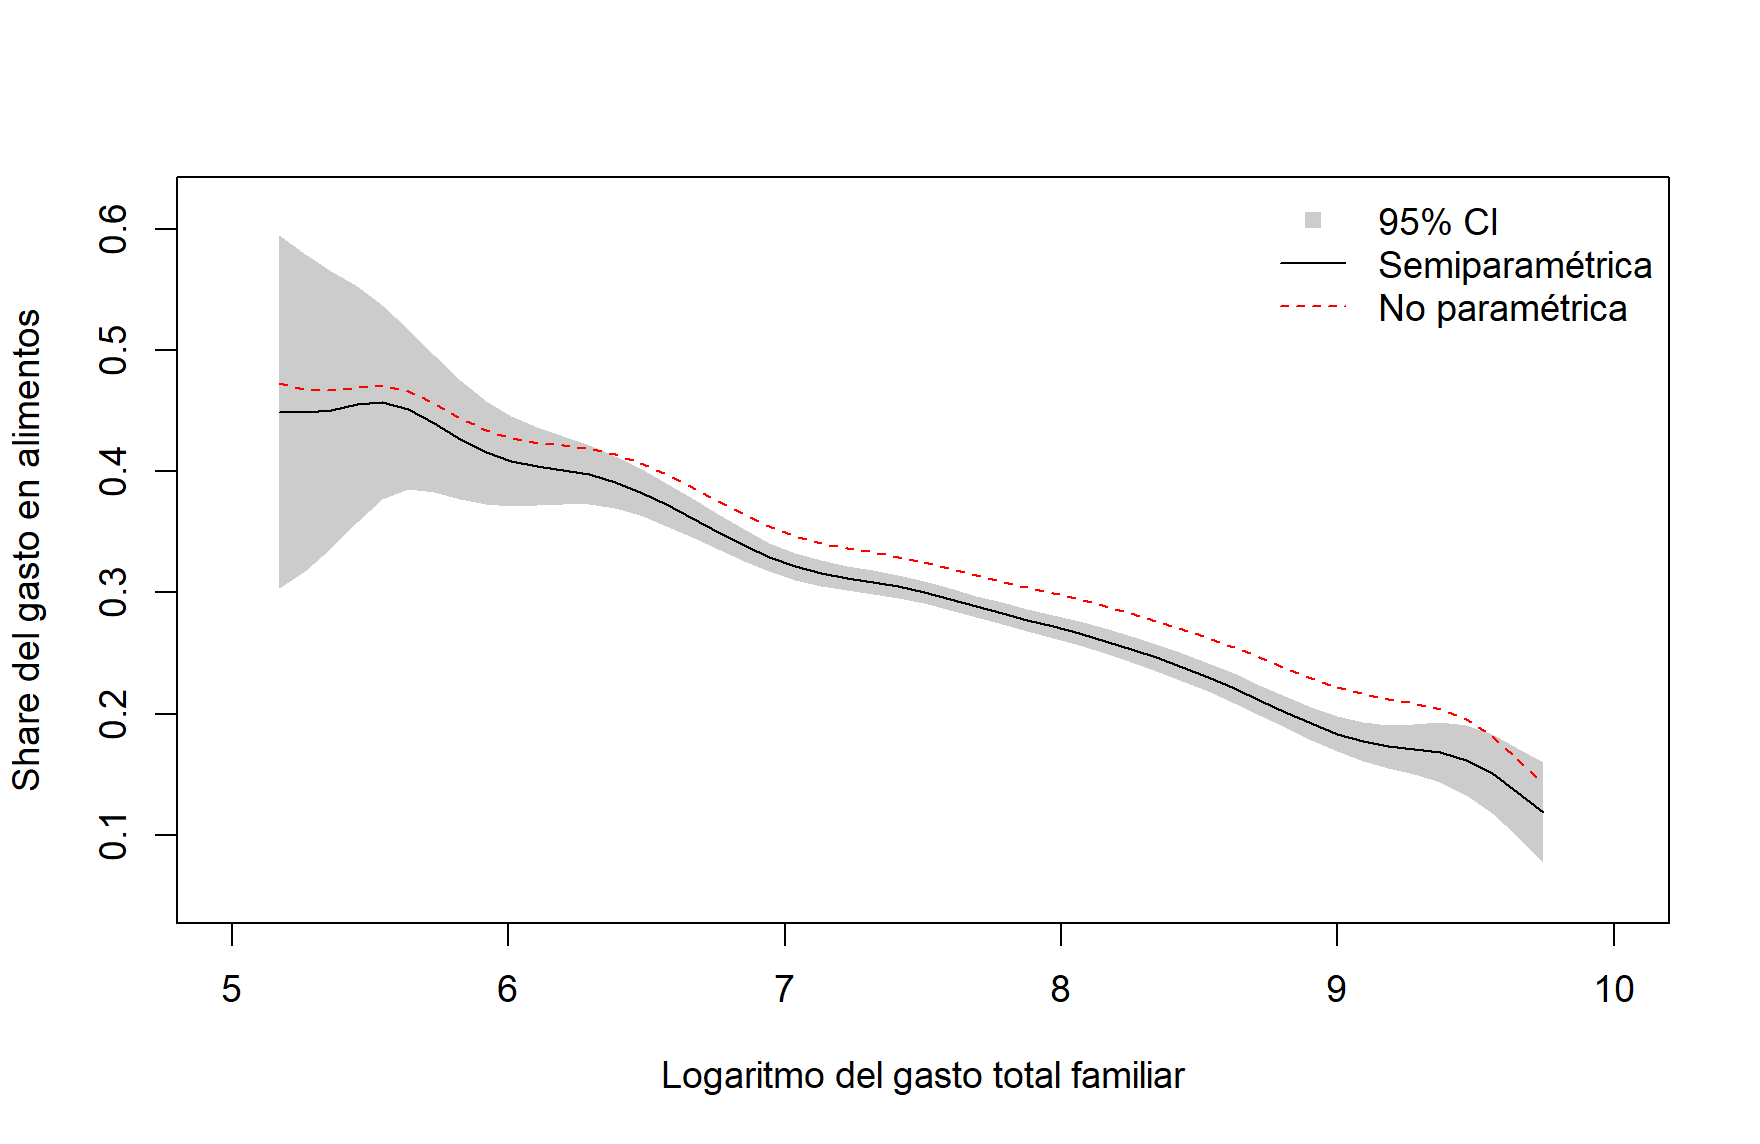 95% CI
Semiparamétrica
No paramétrica
Share del gasto en alimentos
0.6
0.5
0.4
0.3
0.2
0.1
5 6 7 8 9 10
Logaritmo del gasto total familiar